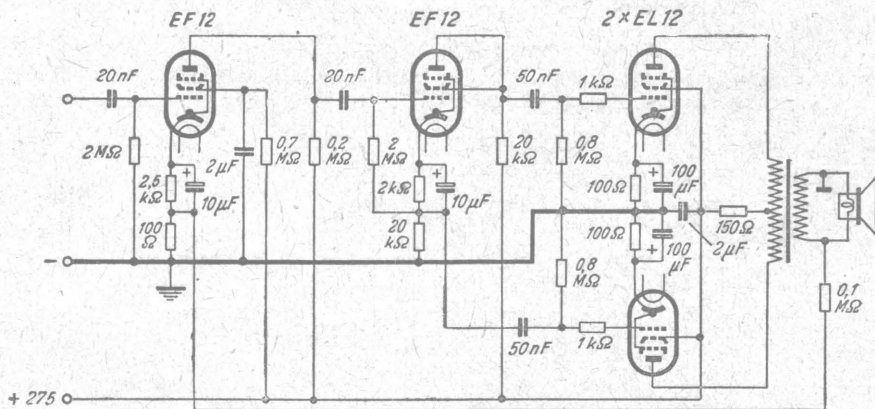 EF12
EF12
2×EL12
20nF
20nF
50nF
1kΩ
2MΩ
2µF
0,7
MΩ
0,2
MΩ
2
MΩ
20
kΩ
0,8
MΩ
2,5
kΩ
10µF
100
Ω
2kΩ
10µF
20
kΩ
100Ω
100
µF
100Ω
100
µF
150Ω
2µF
0,8
MΩ
0,1
MΩ
50nF
1kΩ
+
+
+
+
-
+ 275